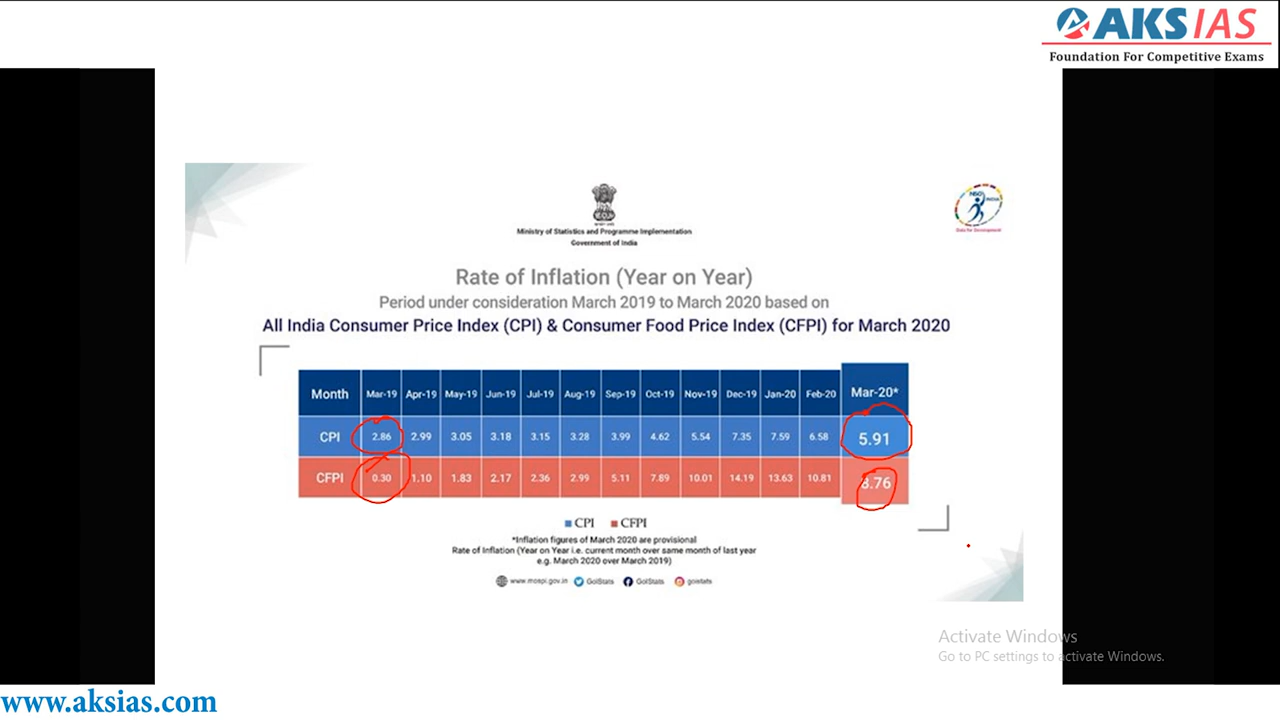 AKS IAS
Foundation For Competitive Exams
NSO
INDIA
Data for Development
Ministry of Statistics and Programme Implementation
Government of India
Rate of Inflation (Year on Year)
Period under consideration March 2019 to March 2020 based on
All India Consumer Price Index (CPI) & Consumer Food Price Index (CFPI) for March 2020
Month Mar-19 Apr-19 May-19 Jun-19 Jul-19 Aug-19 Sep-19 Oct-19 Nov-19 Dec-19 Jan-20 Feb-20 Mar-20*
CPI 2.86 2.99 3.05 3.18 3.15 3.28 3.99 4.62 5.54 7.35 7.59 6.58 5.91
CFPI 0.30 1.10 1.83 2.17 2.36 2.99 5.11 7.89 10.01 14.19 13.63 10.81 8.76
CPI CFPI
*Inflation figures of March 2020 are provisional
Rate of Inflation (Year on Year i.e. current month over same month of last year
e.g. March 2020 over March 2019)
www.mospi.gov.in GoIStats GoIStats goistats
Activate Windows
Go to PC settings to activate Windows.
www.aksias.com